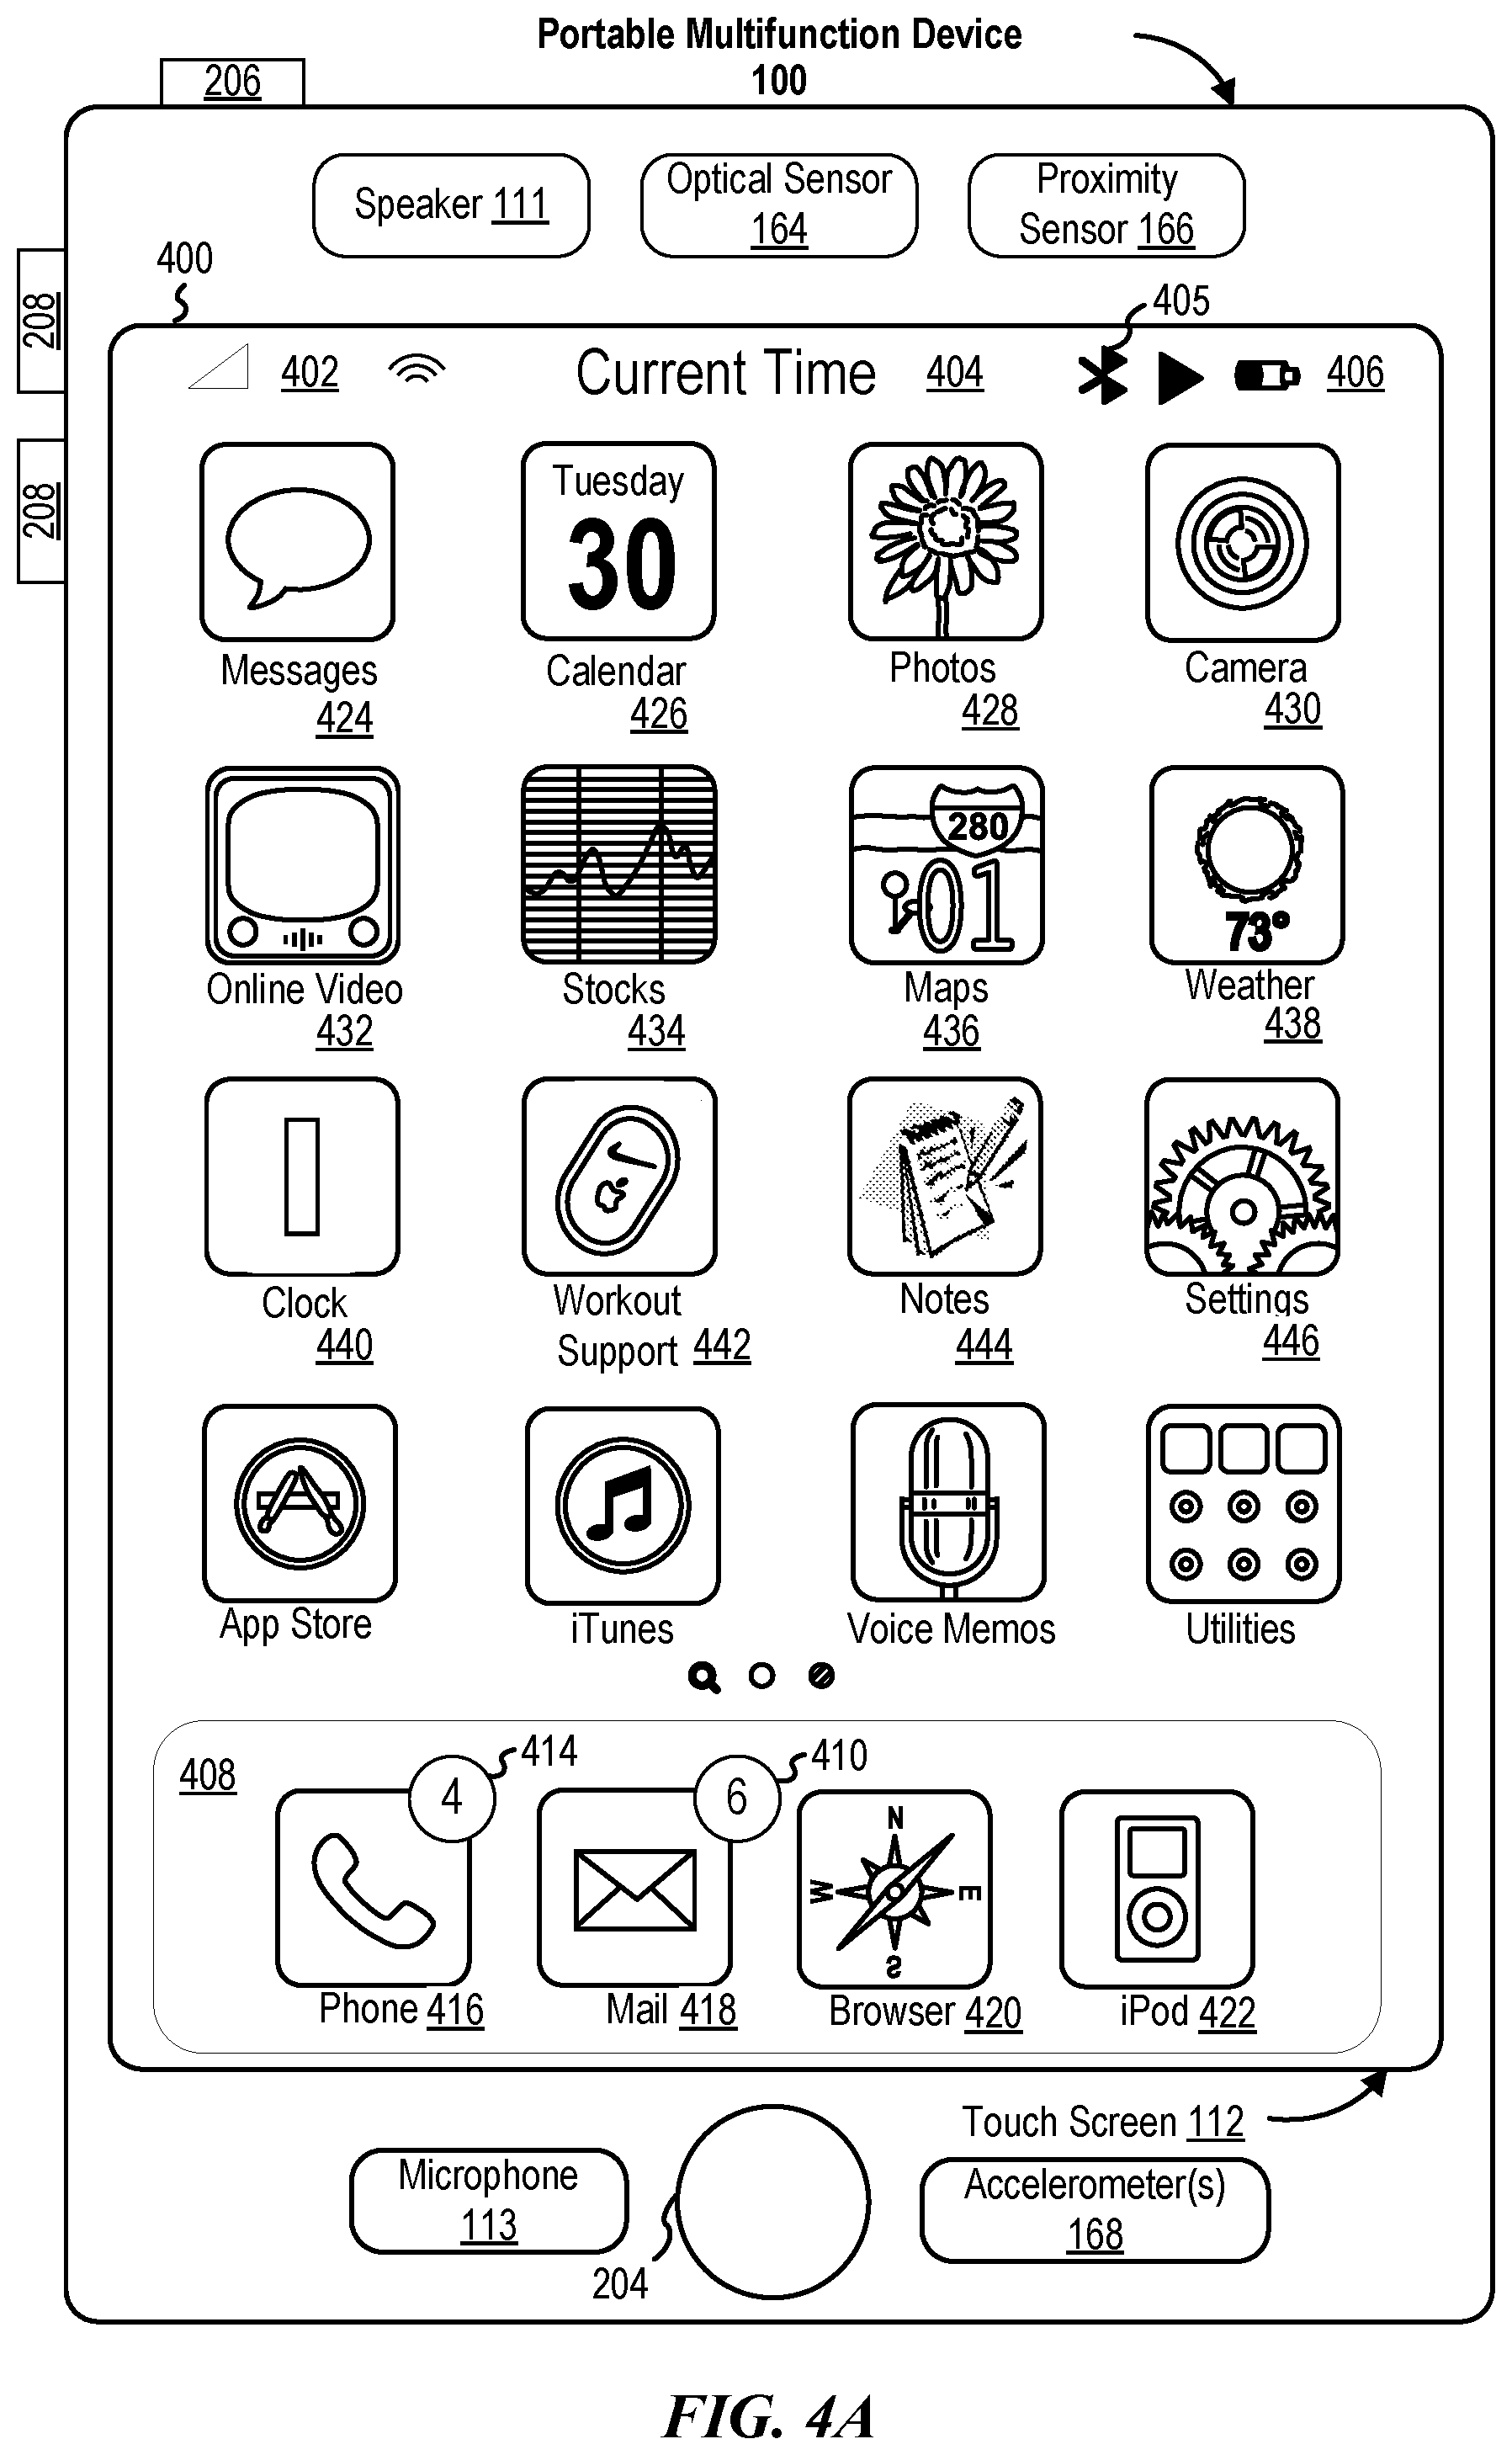 Portable Multifunction Device
100
206
Speaker 111
Optical Sensor
164
Proximity
Sensor 166
208
208
400
405
402
Current Time
404
406
Tuesday
30
Messages
424
Calendar
426
Photos
428
Camera
430
280
01
73°
Online Video
432
Stocks
434
Maps
436
Weather
438
Clock
440
Workout
Support 442
Notes
444
Settings
446
App Store
iTunes
Voice Memos
Utilities
408
4
414
6
410
N
W
E
S
Phone 416
Mail 418
Browser 420
iPod 422
Touch Screen 112
Microphone
113
204
Accelerometer(s)
168
FIG. 4A